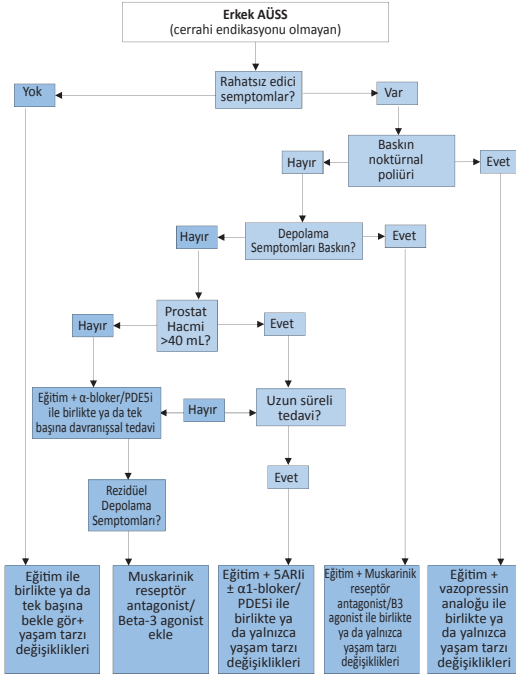 Erkek AÜSS
(cerrahi endikasyonu olmayan)
Rahatsız edici
semptomlar?
Yok
Var
Baskın
noktürnal
poliüri
Hayır
Evet
Depolama
Semptomları Baskın?
Hayır
Evet
Prostat
Hacmi
>40 mL?
Hayır
Evet
Eğitim + α-bloker/PDE5i
ile birlikte ya da tek
başına davranışsal tedavi
Hayır
Uzun süreli
tedavi?
Evet
Rezidüel
Depolama
Semptomları?
Eğitim ile
birlikte ya da
tek başına
bekle gör+
yaşam tarzı
değişiklikleri
Muskarinik
reseptör
antagonist/
Beta-3 agonist
ekle
Eğitim + 5ARIi
± α1-bloker/
PDE5i ile
birlikte ya
da yalnızca
yaşam tarzı
değişiklikleri
Eğitim + Muskarinik
reseptör
antagonist/B3
agonist ile birlikte
ya da yalnızca
yaşam tarzı
değişiklikleri
Eğitim +
vazopressin
analoğu ile
birlikte ya
da yalnızca
yaşam tarzı
değişiklikleri